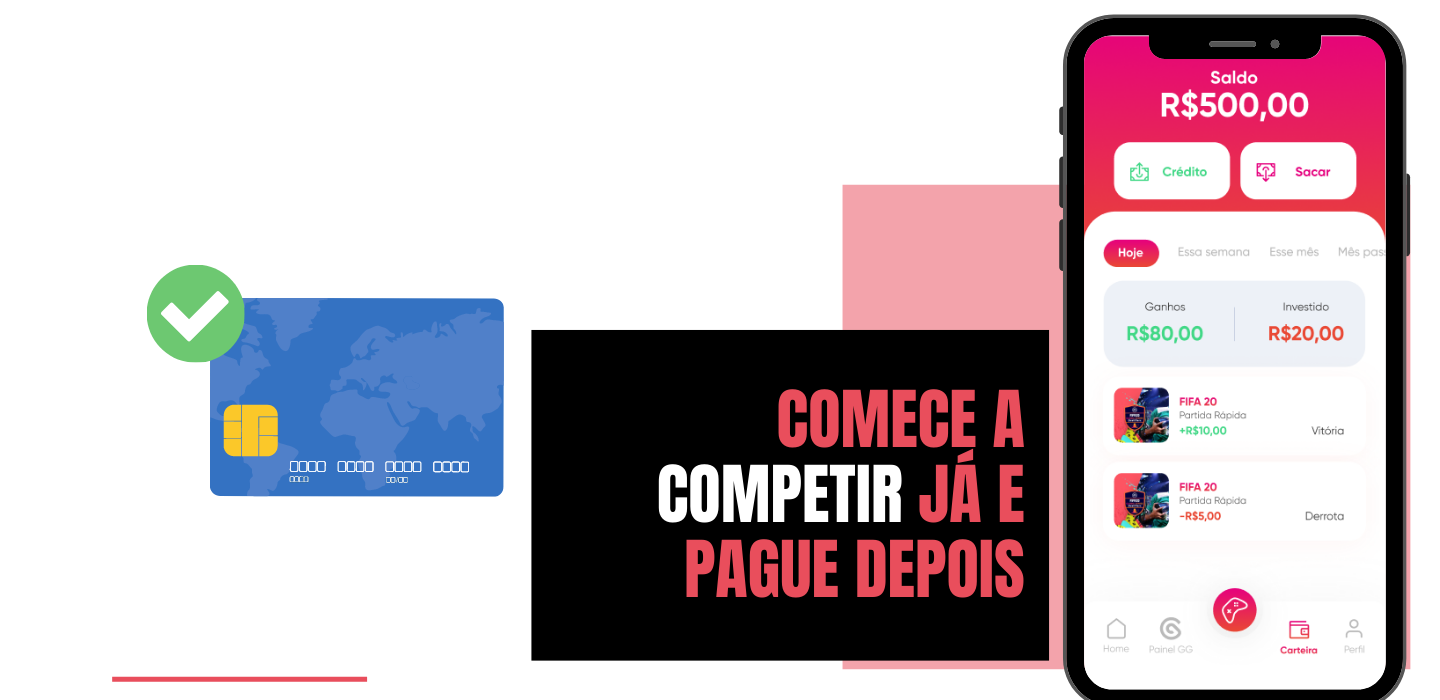 COMECE A
COMPETIR JÁ E
PAGUE DEPOIS
Saldo
R$500,00
Crédito
Sacar
Hoje
Essa semana
Esse mês
Mês pas
Ganhos
Investido
R$80,00
R$20,00
FIFA 20
Partida Rápida
+R$10,00
Vitória
FIFA 20
Partida Rápida
-R$5,00
Derrota
Home
Painel GG
Carteira
Perfil